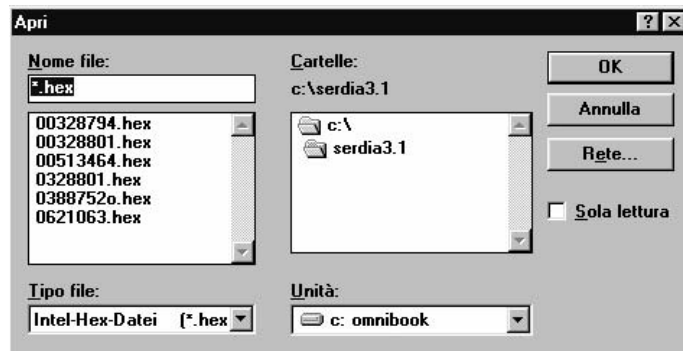 Apri
Nome file:
*.hex
00328794.hex
00328801.hex
00513464.hex
0328801.hex
0388752o.hex
0621063.hex
Tipo file:
Intel-Hex-Datei (*.hex
Cartelle:
c:\serdia3.1
c:\
serdia3.1
Unità:
c: omnibook
OK
Annulla
Rete...
Sola lettura